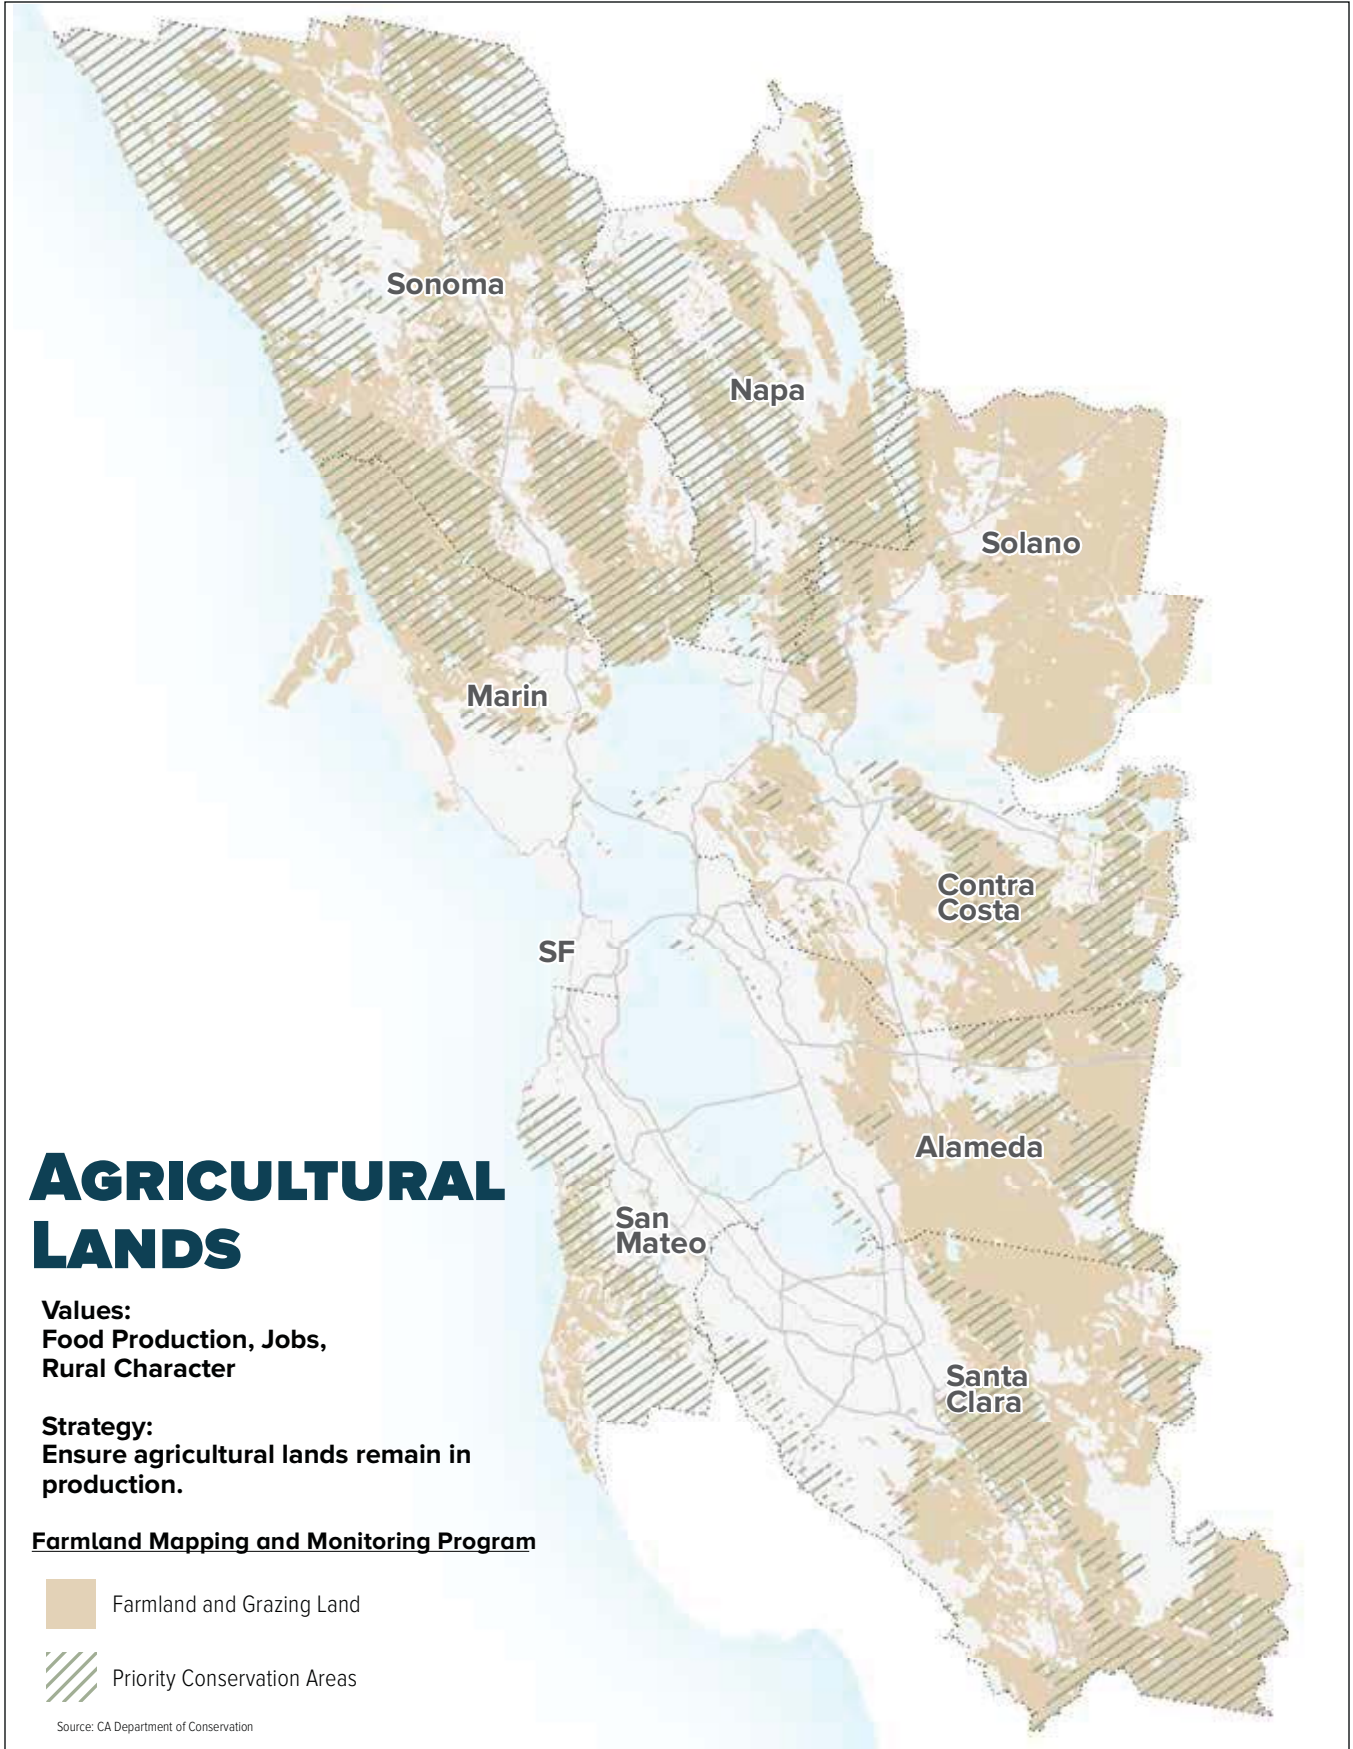 Sonoma
Napa
Solano
Marin
Contra
Costa
SF
Alameda
San
Mateo
Santa
Clara
AGRICULTURAL
LANDS
Values:
Food Production, Jobs,
Rural Character
Strategy:
Ensure agricultural lands remain in
production.
Farmland Mapping and Monitoring Program
Farmland and Grazing Land
Priority Conservation Areas
Source: CA Department of Conservation